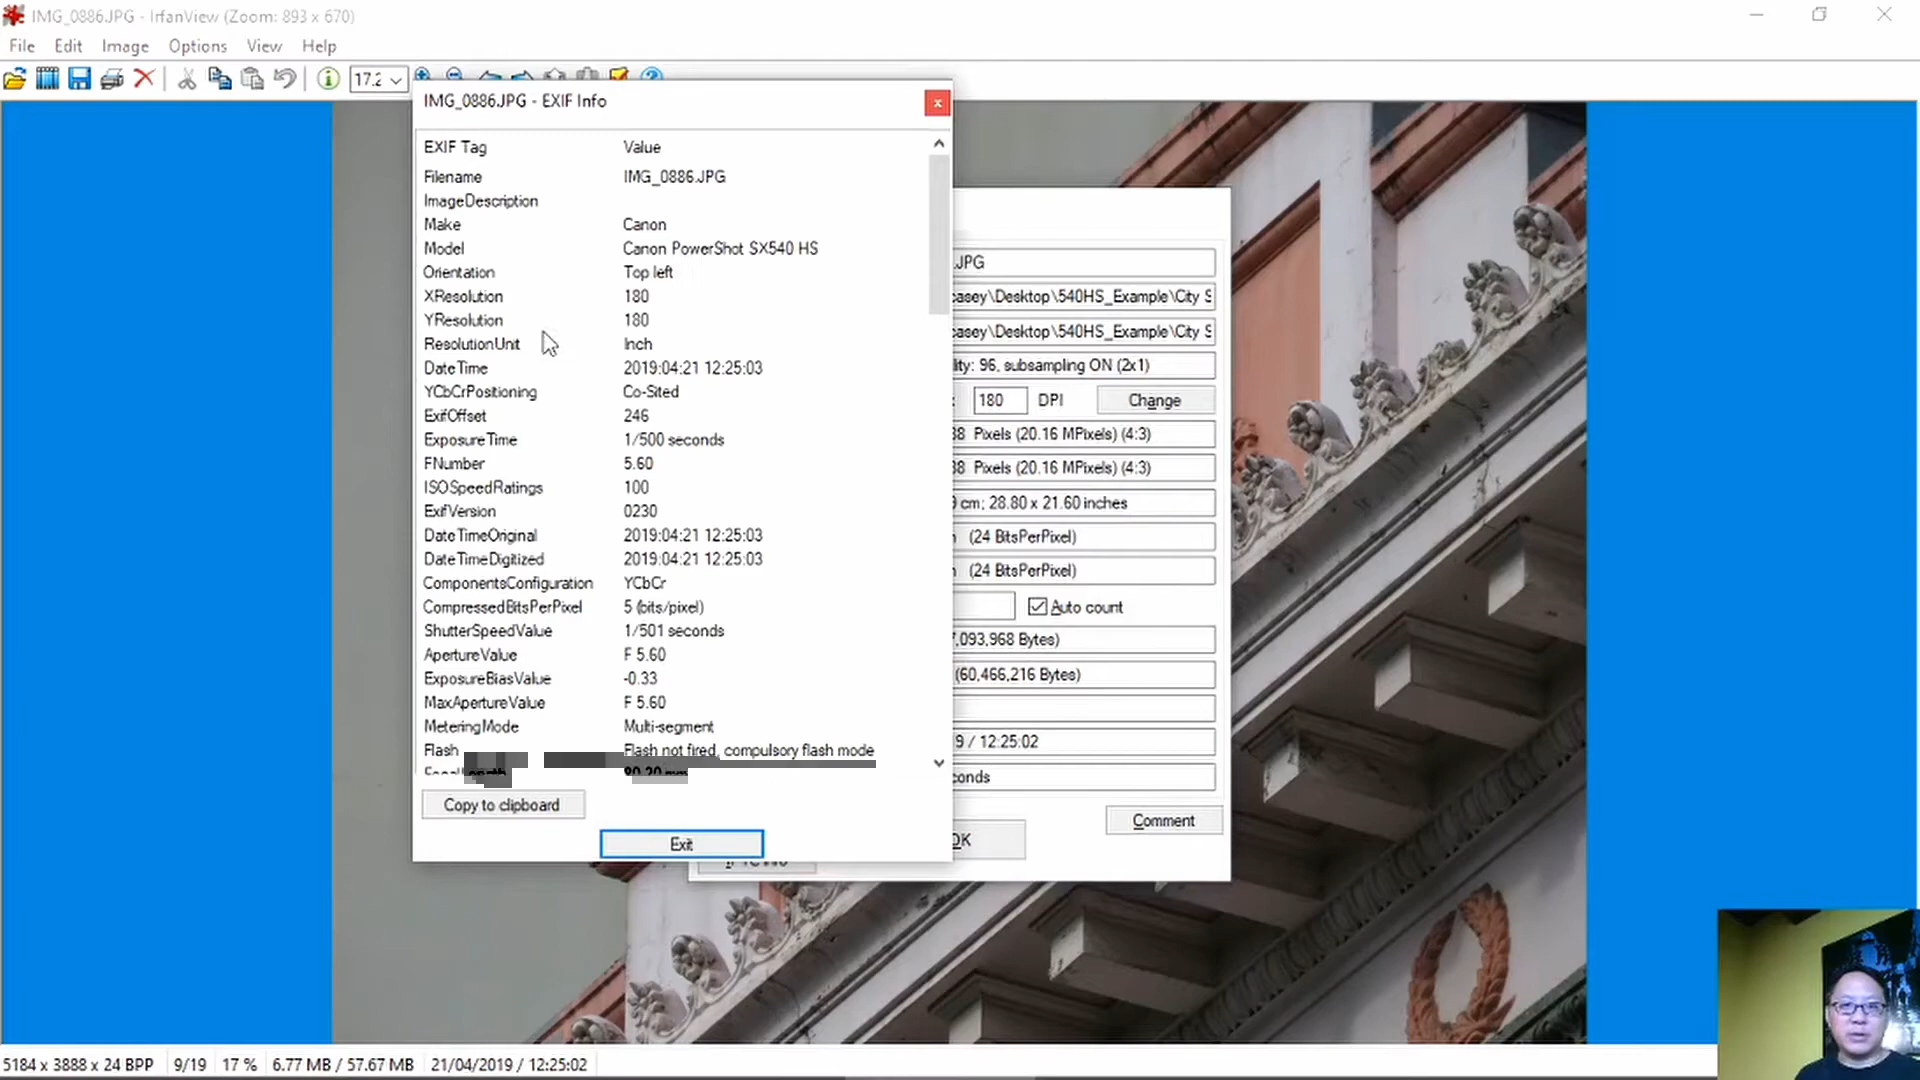 IMG_0886.JPG - IrfanView (Zoom: 893 x 670)
File Edit Image Options View Help
17.2
IMG_0886.JPG - EXIF Info
EXIF Tag Value
Filename IMG_0886.JPG
ImageDescription
Make Canon
Model Canon PowerShot SX540 HS
Orientation Top left
XResolution 180
YResolution 180
ResolutionUnit Inch
DateTime 2019:04:21 12:25:03
YCbCrPositioning Co-Sited
ExifOffset 246
ExposureTime 1/500 seconds
FNumber 5.60
ISOSpeedRatings 100
ExifVersion 0230
DateTimeOriginal 2019:04:21 12:25:03
DateTimeDigitized 2019:04:21 12:25:03
ComponentsConfiguration YCbCr
CompressedBitsPerPixel 5 (bits/pixel)
ShutterSpeedValue 1/501 seconds
ApertureValue F 5.60
ExposureBiasValue -0.33
MaxApertureValue F 5.60
MeteringMode Multi-segment
Flash Flash not fired, compulsory flash mode
Copy to clipboard
Exit
.JPG
casey\Desktop\540HS_Example\City S
casey\Desktop\540HS_Example\City S
lity: 96, subsampling ON (2x1)
: 180 DPI Change
38 Pixels (20.16 MPixels) (4:3)
38 Pixels (20.16 MPixels) (4:3)
9 cm; 28.80 x 21.60 inches
(24 BitsPerPixel)
(24 BitsPerPixel)
Auto count
7,093,968 Bytes)
(60,466,216 Bytes)
9 / 12:25:02
conds
Comment
OK
5184 x 3888 x 24 BPP 9/19 17 % 6.77 MB / 57.67 MB 21/04/2019 / 12:25:02